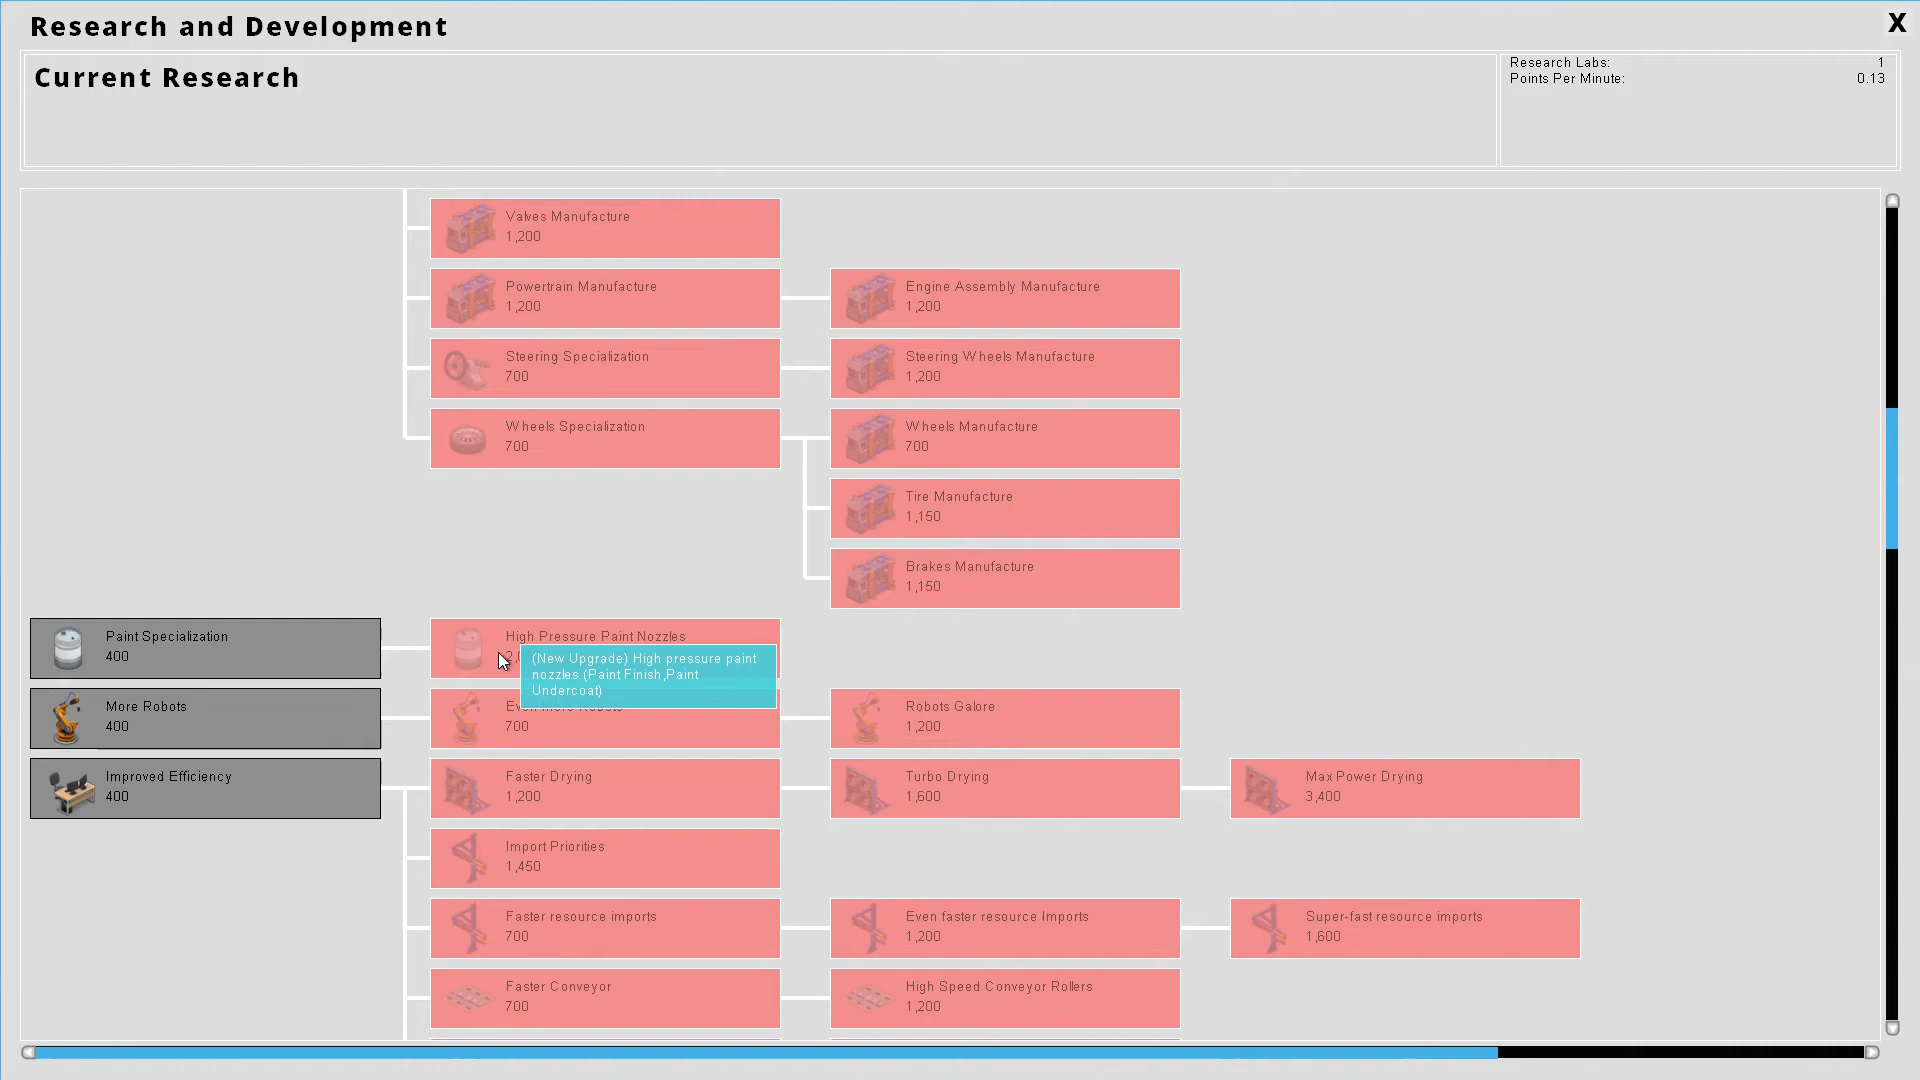 Research and Development
X
Current Research
Research Labs: 1
Points Per Minute: 0.13
Valves Manufacture
1,200
Powertrain Manufacture
1,200
Engine Assembly Manufacture
1,200
Steering Specialization
700
Steering Wheels Manufacture
1,200
Wheels Specialization
700
Wheels Manufacture
700
Tire Manufacture
1,150
Brakes Manufacture
1,150
Paint Specialization
400
High Pressure Paint Nozzles
(New Upgrade) High pressure paint
nozzles (Paint Finish,Paint
Undercoat)
More Robots
400
Even More Robots
700
Robots Galore
1,200
Improved Efficiency
400
Faster Drying
1,200
Turbo Drying
1,600
Max Power Drying
3,400
Import Priorities
1,450
Faster resource imports
700
Even faster resource Imports
1,200
Super-fast resource imports
1,600
Faster Conveyor
700
High Speed Conveyor Rollers
1,200